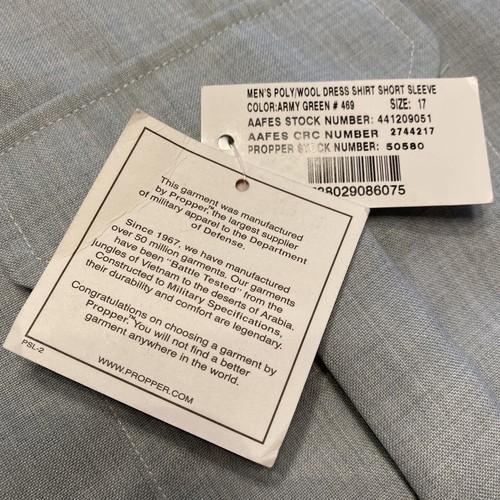 MEN'S POLY/WOOL DRESS SHIRT SHORT SLEEVE
COLOR:ARMY GREEN # 469 SIZE: 17
AAFES STOCK NUMBER: 441209051
AAFES CRC NUMBER 2744217
PROPPER STOCK NUMBER: 50580
28029086075
This garment was manufactured
by Propper,™ the largest supplier
of military apparel to the Department
of Defense.
Since 1967, we have manufactured
over 50 million garments. Our garments
have been "Battle Tested" from the
jungles of Vietnam to the deserts of Arabia.
Constructed to Military Specifications,
their durability and comfort are legendary.
Congratulations on choosing a garment by
Propper.™ You will not find a better
garment anywhere in the world.
PSL-2
WWW.PROPPER.COM